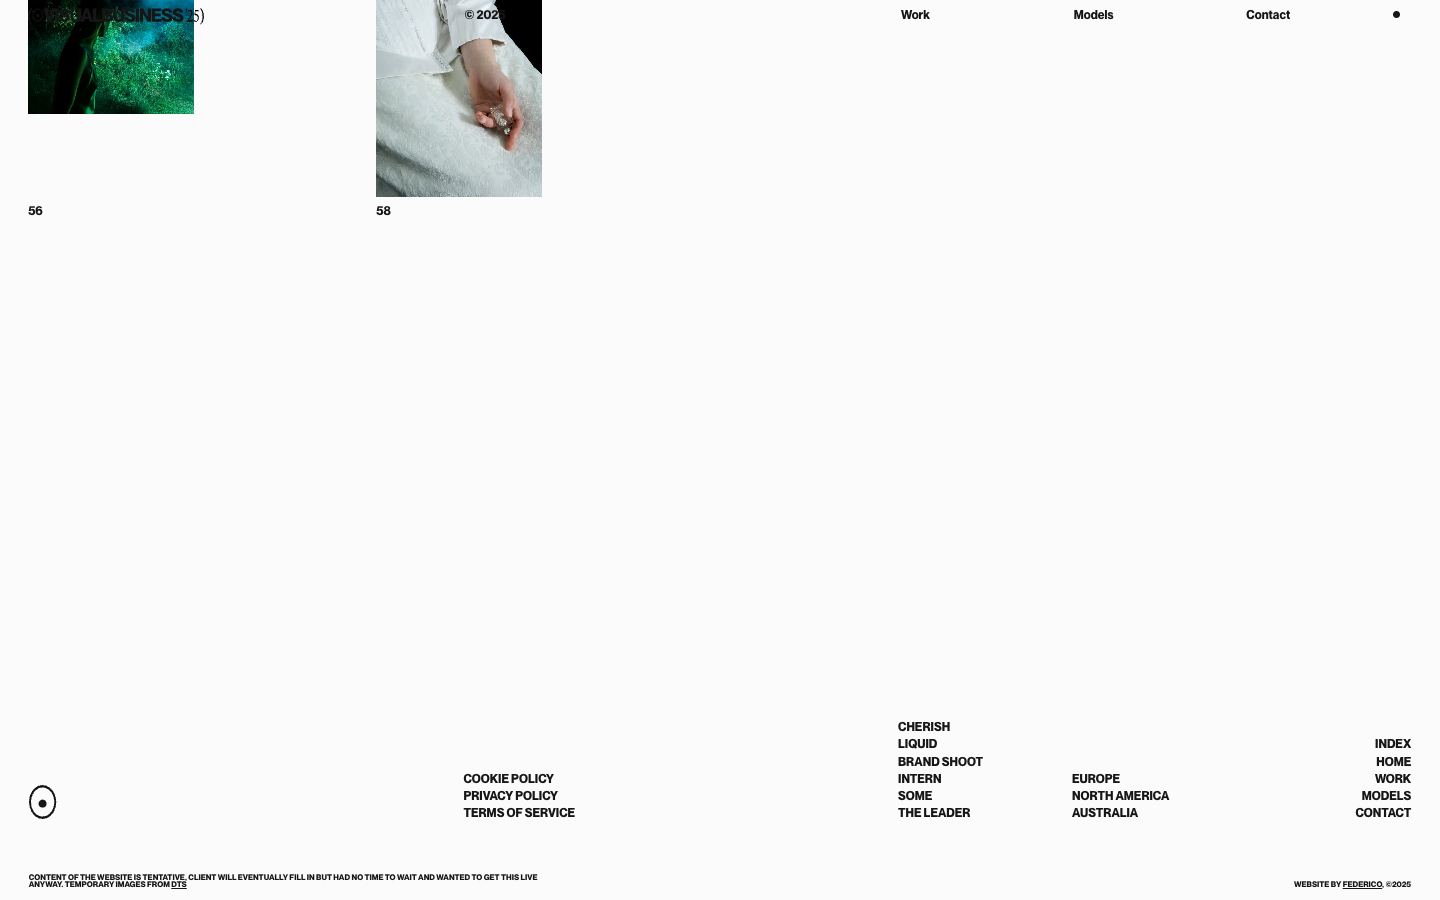 BUSINESS 25)
© 2025
Work
Models
Contact
56
58
COOKIE POLICY
PRIVACY POLICY
TERMS OF SERVICE
CHERISH
LIQUID
BRAND SHOOT
INTERN
SOME
THE LEADER
EUROPE
NORTH AMERICA
AUSTRALIA
INDEX
HOME
WORK
MODELS
CONTACT
CONTENT OF THE WEBSITE IS TENTATIVE. CLIENT WILL EVENTUALLY FILL IN BUT HAD NO TIME TO WAIT AND WANTED TO GET THIS LIVE
ANYWAY. TEMPORARY IMAGES FROM DTS
WEBSITE BY FEDERICO, ©2025